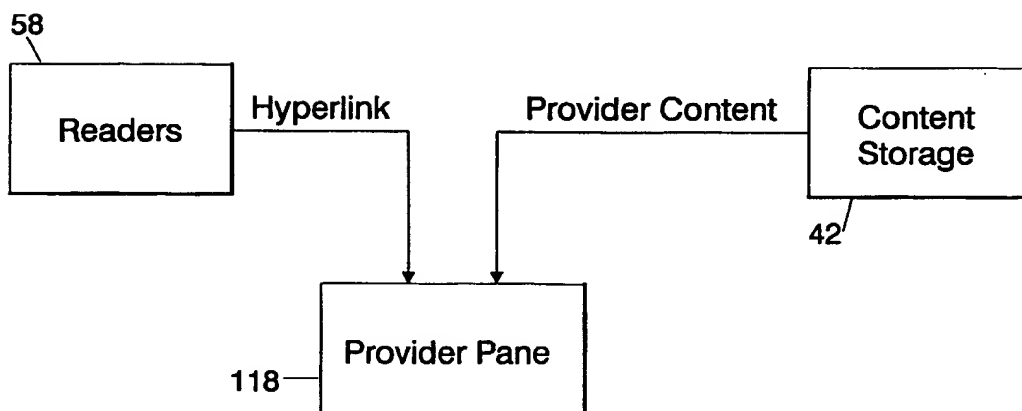 58
Readers
Hyperlink
Provider Content
Content
Storage
42
Provider Pane
118